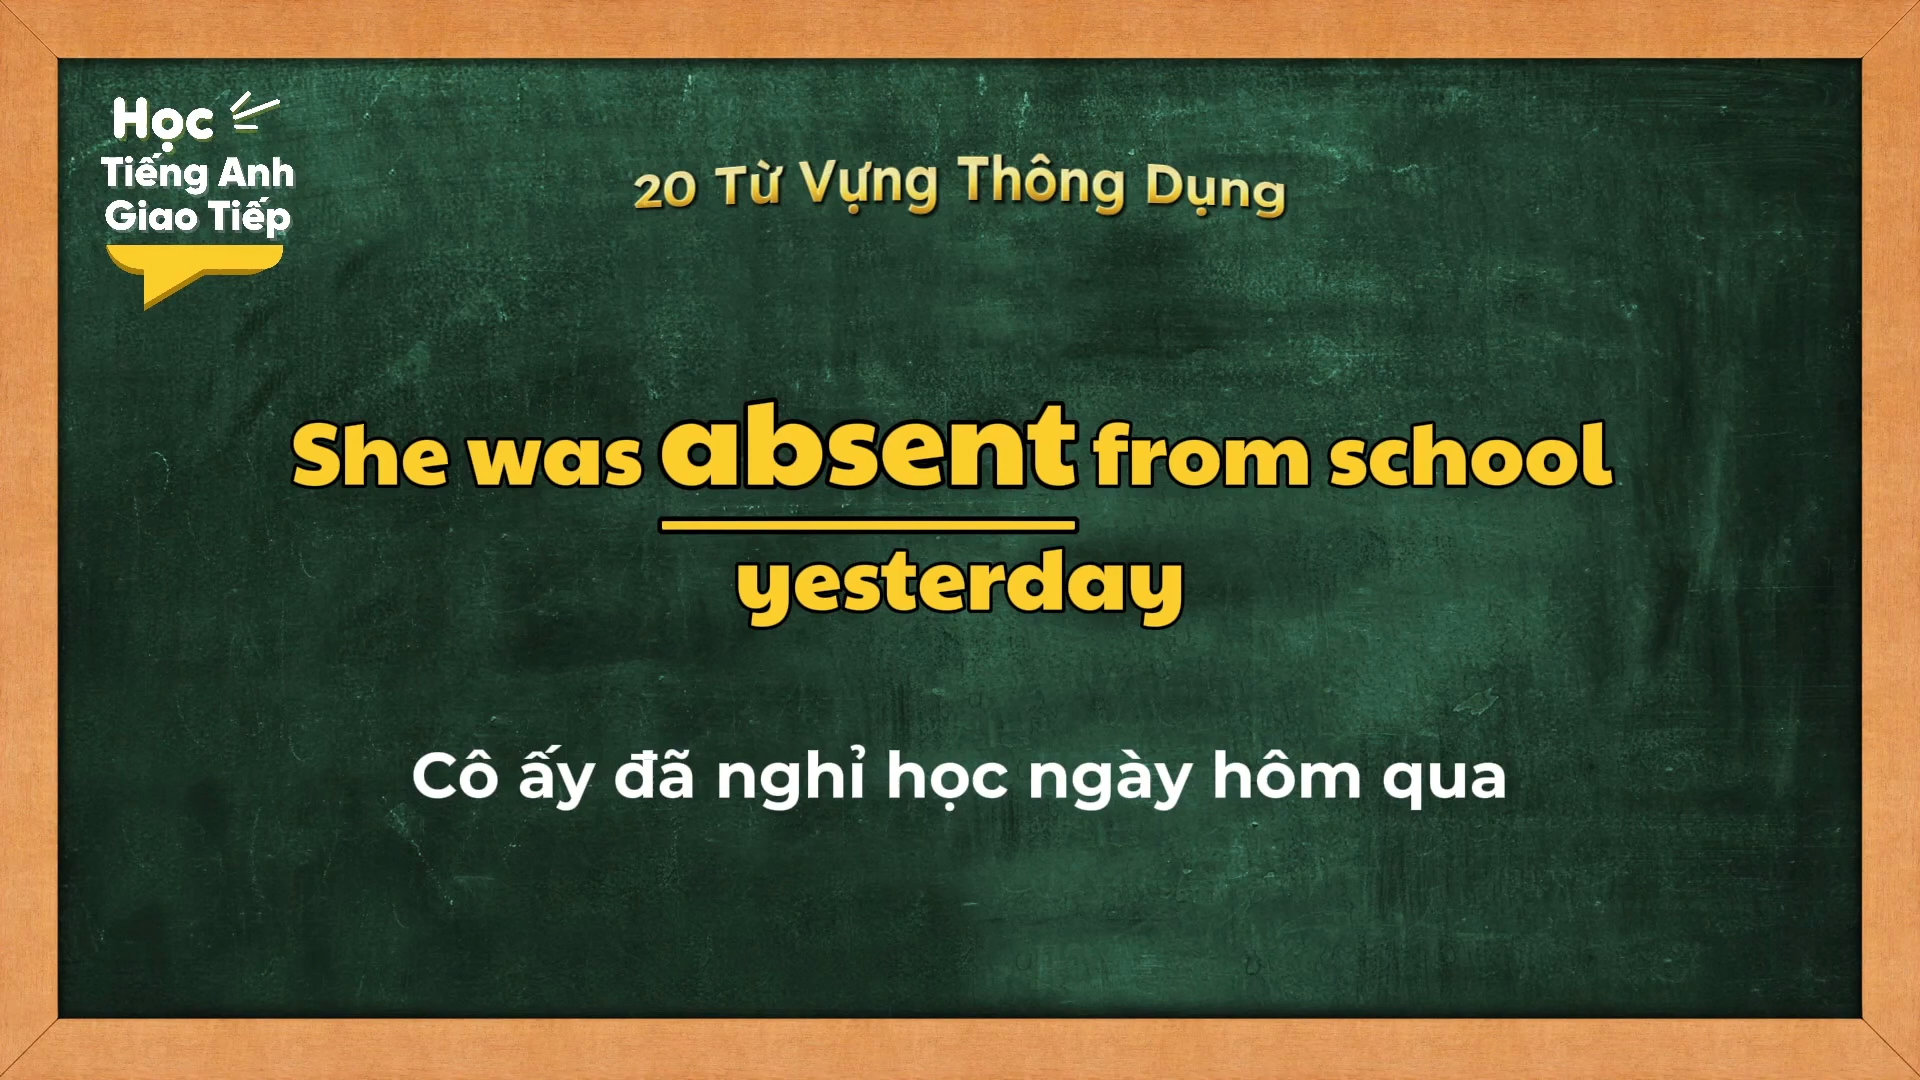 Học
Tiếng Anh
Giao Tiếp
20 Từ Vựng Thông Dụng
She was absent from school
yesterday
Cô ấy đã nghỉ học ngày hôm qua